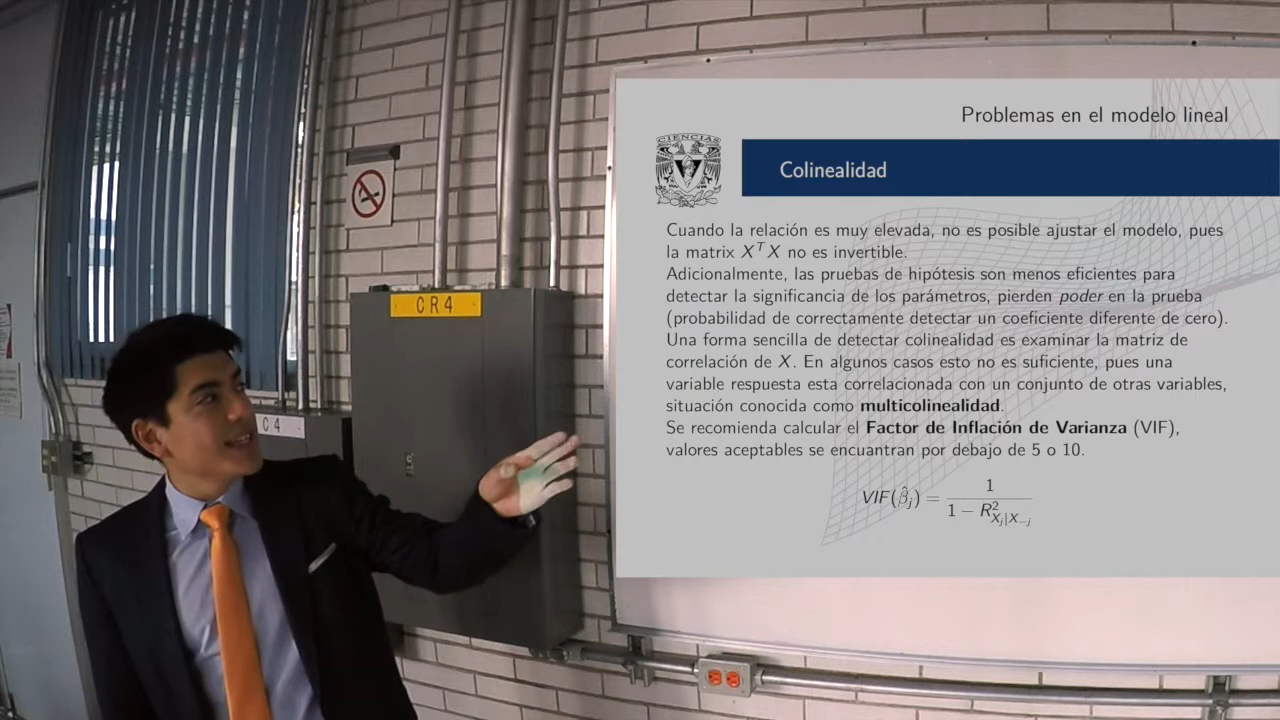 Problemas en el modelo lineal
CIENCIAS
Colinealidad
Cuando la relación es muy elevada, no es posible ajustar el modelo, pues
la matrix XᵀX no es invertible.
Adicionalmente, las pruebas de hipótesis son menos eficientes para
detectar la significancia de los parámetros, pierden poder en la prueba
(probabilidad de correctamente detectar un coeficiente diferente de cero).
Una forma sencilla de detectar colinealidad es examinar la matriz de
correlación de X. En algunos casos esto no es suficiente, pues una
variable respuesta esta correlacionada con un conjunto de otras variables,
situación conocida como multicolinealidad.
Se recomienda calcular el Factor de Inflación de Varianza (VIF),
valores aceptables se encuantran por debajo de 5 o 10.
VIF(β̂_j) = 1 / (1 − R²_{X_j|X_{−j}})
CR4
C 4